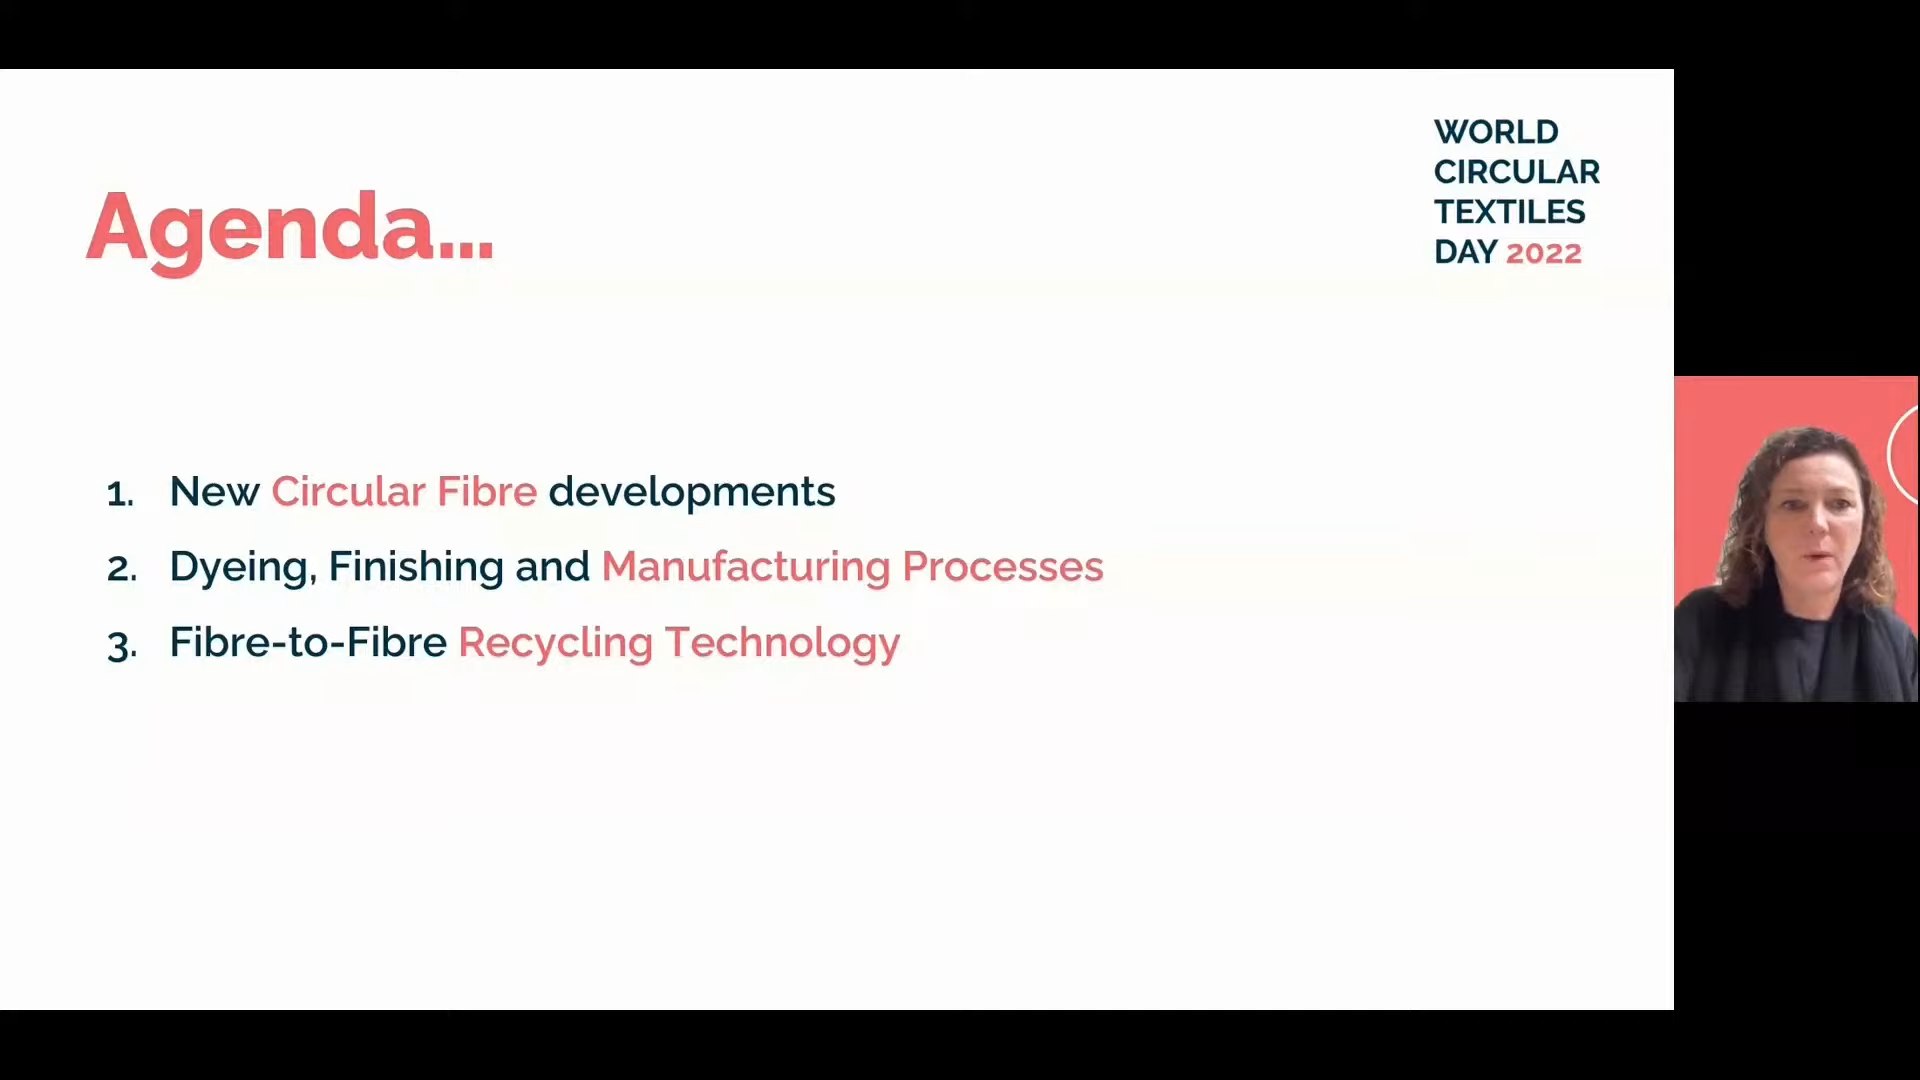 Agenda...
WORLD
CIRCULAR
TEXTILES
DAY 2022
1. New Circular Fibre developments
2. Dyeing, Finishing and Manufacturing Processes
3. Fibre-to-Fibre Recycling Technology